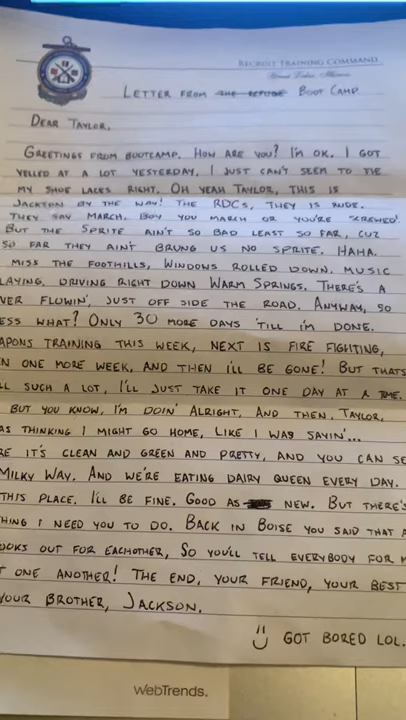 RECRUIT TRAINING COMMAND
Great Lakes, Illinois
LETTER FROM THE REFUGE BOOT CAMP
DEAR TAYLOR,
GREETINGS FROM BOOTCAMP. HOW ARE YOU? I'M OK. I GOT
YELLED AT A LOT YESTERDAY. I JUST CAN'T SEEM TO TIE
MY SHOE LACES RIGHT. OH YEAH TAYLOR, THIS IS
JACKSON BY THE WAY! THE RDCS, THEY IS RUDE.
THEY SAY MARCH, BOY YOU MARCH OR YOU'RE SCREWED!
BUT THE SPRITE AIN'T SO BAD LEAST SO FAR, CUZ
SO FAR THEY AIN'T BRUNG US NO SPRITE. HAHA.
MISS THE FOOTHILLS, WINDOWS ROLLED DOWN. MUSIC
LAYING. DRIVING RIGHT DOWN WARM SPRINGS. THERE'S A
VER FLOWIN', JUST OFF SIDE THE ROAD. ANYWAY, SO
ESS WHAT? ONLY 30 MORE DAYS 'TILL I'M DONE.
APONS TRAINING THIS WEEK, NEXT IS FIRE FIGHTING,
N ONE MORE WEEK, AND THEN I'LL BE GONE! BUT THATS
LL SUCH A LOT, I'LL JUST TAKE IT ONE DAY AT A TIME.
BUT YOU KNOW, I'M DOIN' ALRIGHT. AND THEN, TAYLOR,
AS THINKING I MIGHT GO HOME, LIKE I WAS SAYIN'...
RE IT'S CLEAN AND GREEN AND PRETTY, AND YOU CAN SE
MILKY WAY. AND WE'RE EATING DAIRY QUEEN EVERY DAY.
THIS PLACE. I'LL BE FINE. GOOD AS NEW. BUT THERE'S
HING I NEED YOU TO DO. BACK IN BOISE YOU SAID THAT A
OOKS OUT FOR EACHOTHER, SO YOU'LL TELL EVERYBODY FOR M
T ONE ANOTHER! THE END, YOUR FRIEND, YOUR BEST
YOUR BROTHER, JACKSON.
GOT BORED LOL.
WebTrends.